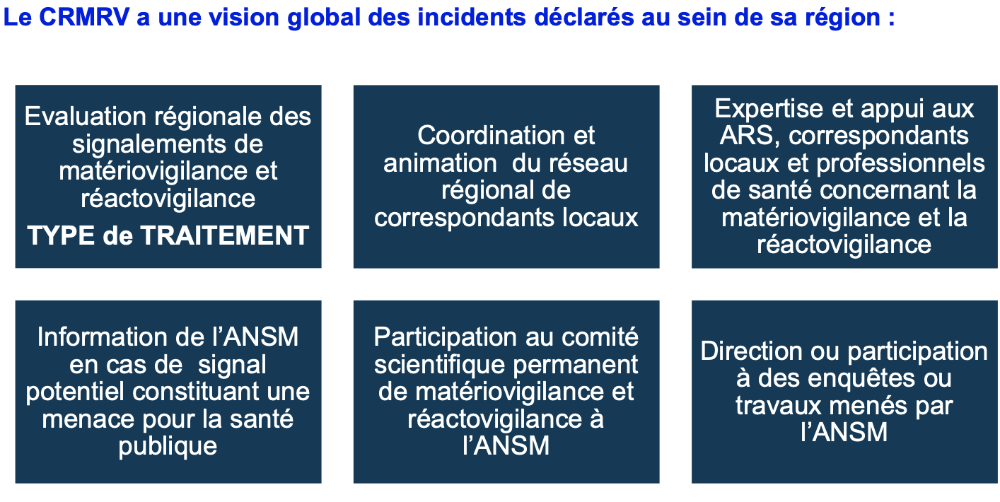 Le CRMRV a une vision global des incidents déclarés au sein de sa région :
Evaluation régionale des
signalements de
matériovigilance et
réactovigilance
TYPE de TRAITEMENT
Coordination et
animation  du réseau
régional de
correspondants locaux
Expertise et appui aux
ARS, correspondants
locaux et professionnels
de santé concernant la
matériovigilance et la
réactovigilance
Information de l’ANSM
en cas de  signal
potentiel constituant une
menace pour la santé
publique
Participation au comité
scientifique permanent
de matériovigilance et
réactovigilance à
l’ANSM
Direction ou participation
à des enquêtes ou
travaux menés par
l’ANSM